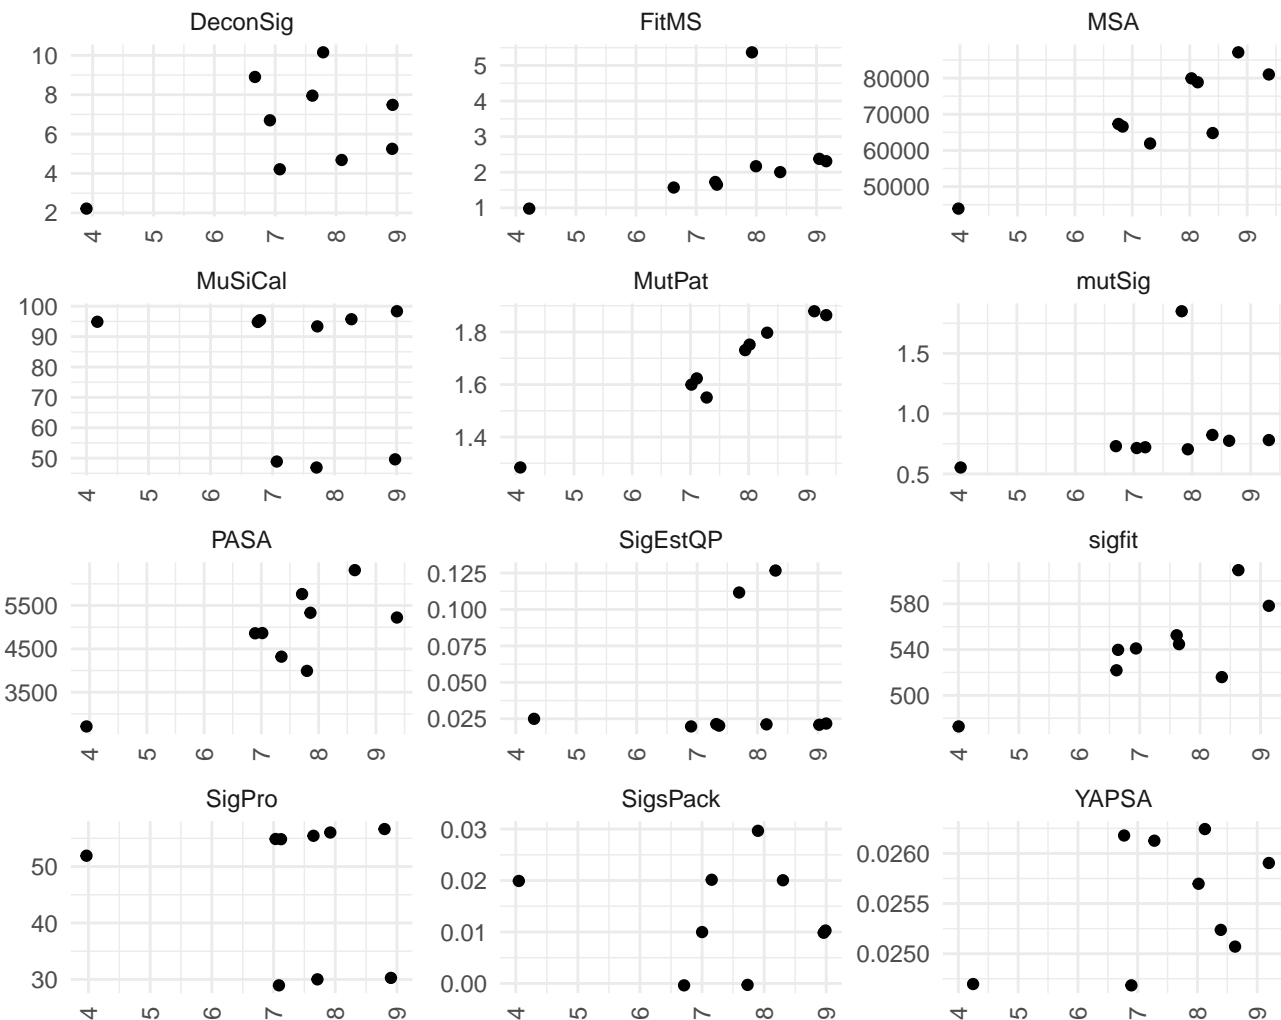 DeconSig FitMS MSA
10 8 6 4 2
5 4 3 2 1
80000 70000 60000 50000
4 5 6 7 8 9 4 5 6 7 8 9 4 5 6 7 8 9
MuSiCal MutPat mutSig
100 90 80 70 60 50
1.8 1.6 1.4
1.5 1.0 0.5
4 5 6 7 8 9 4 5 6 7 8 9 4 5 6 7 8 9
PASA SigEstQP sigfit
5500 4500 3500
0.125 0.100 0.075 0.050 0.025
580 540 500
4 5 6 7 8 9 4 5 6 7 8 9 4 5 6 7 8 9
SigPro SigsPack YAPSA
50 40 30
0.03 0.02 0.01 0.00
0.0260 0.0255 0.0250
4 5 6 7 8 9 4 5 6 7 8 9 4 5 6 7 8 9